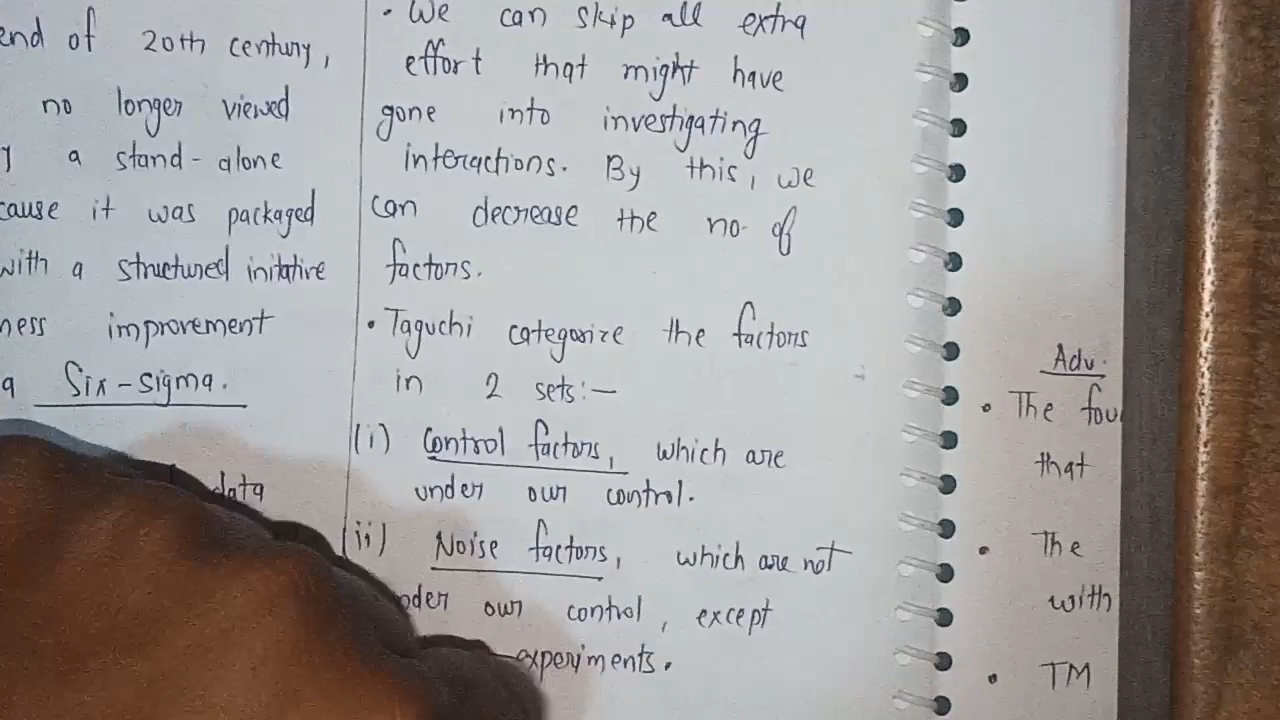 end of 20th century,
no longer viewed
a stand-alone
cause it was packaged
with a structured initative
ness improvement
a Six-sigma.
data
• We can skip all extra
effort that might have
gone into investigating
interactions. By this, we
can decrease the no. of
factors.
• Taguchi categorize the factors
in 2 sets:-
(i) Control factors, which are
under our control.
(ii) Noise factors, which are not
nder our control, except
experiments.
Adv.
• The fou
that
• The
with
• TM